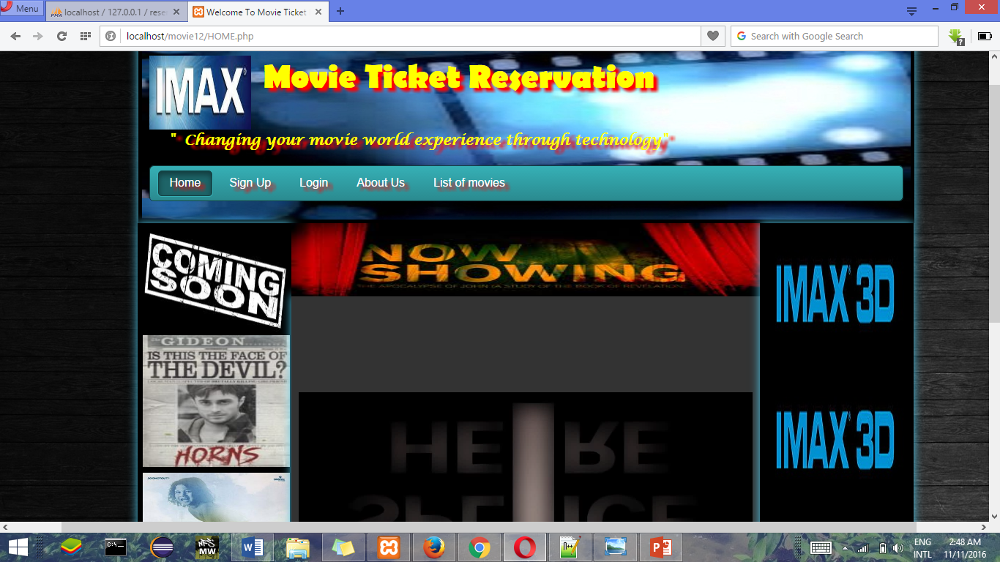 Menu
localhost / 127.0.0.1 / rese
Welcome To Movie Ticket
localhost/movie12/HOME.php
Search with Google Search
IMAX®
Movie Ticket Reservation
" Changing your movie world experience through technology"
Home Sign Up Login About Us List of movies
COMING SOON
NOW
SHOWING
THE APOCALYPSE OF JOHN (A STUDY OF THE BOOK OF REVELATION)
IMAX® 3D
GIDEON
IS THIS THE FACE OF
THE DEVIL?
HORNS
IMAX® 3D
HERE
ENG
INTL
2:48 AM
11/11/2016